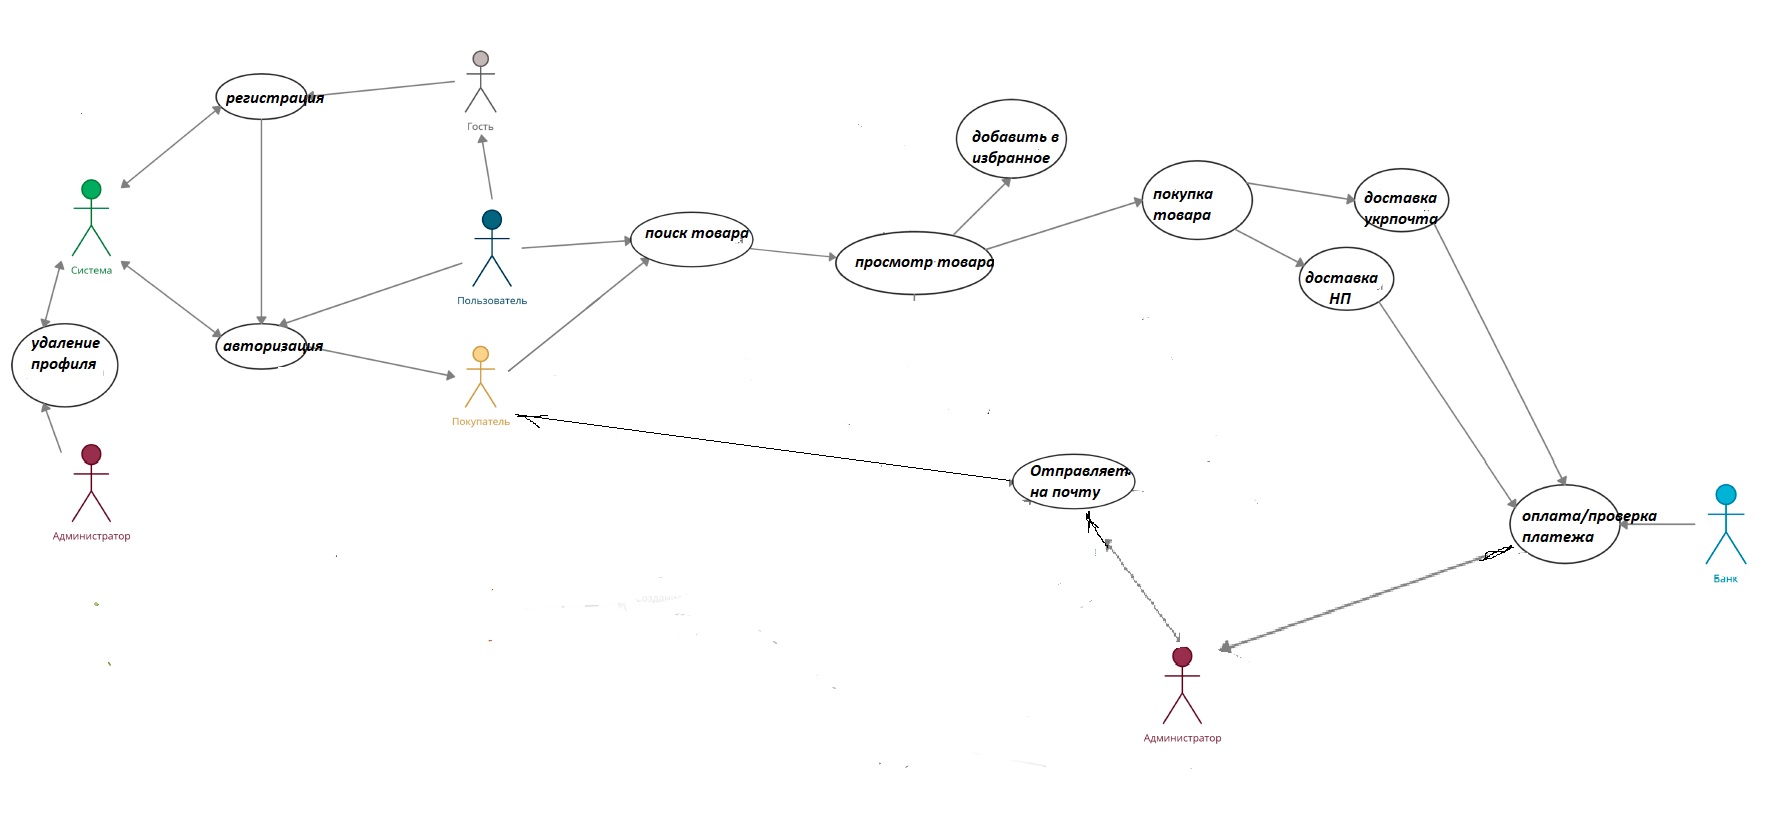 Гость
регистрация
добавить в
избранное
покупка
товара
доставка
укрпочта
Система
Пользователь
поиск товара
просмотр товара
доставка
НП
удаление
профиля
авторизация
Покупатель
Отправляет
на почту
Администратор
оплата/проверка
платежа
Банк
Администратор